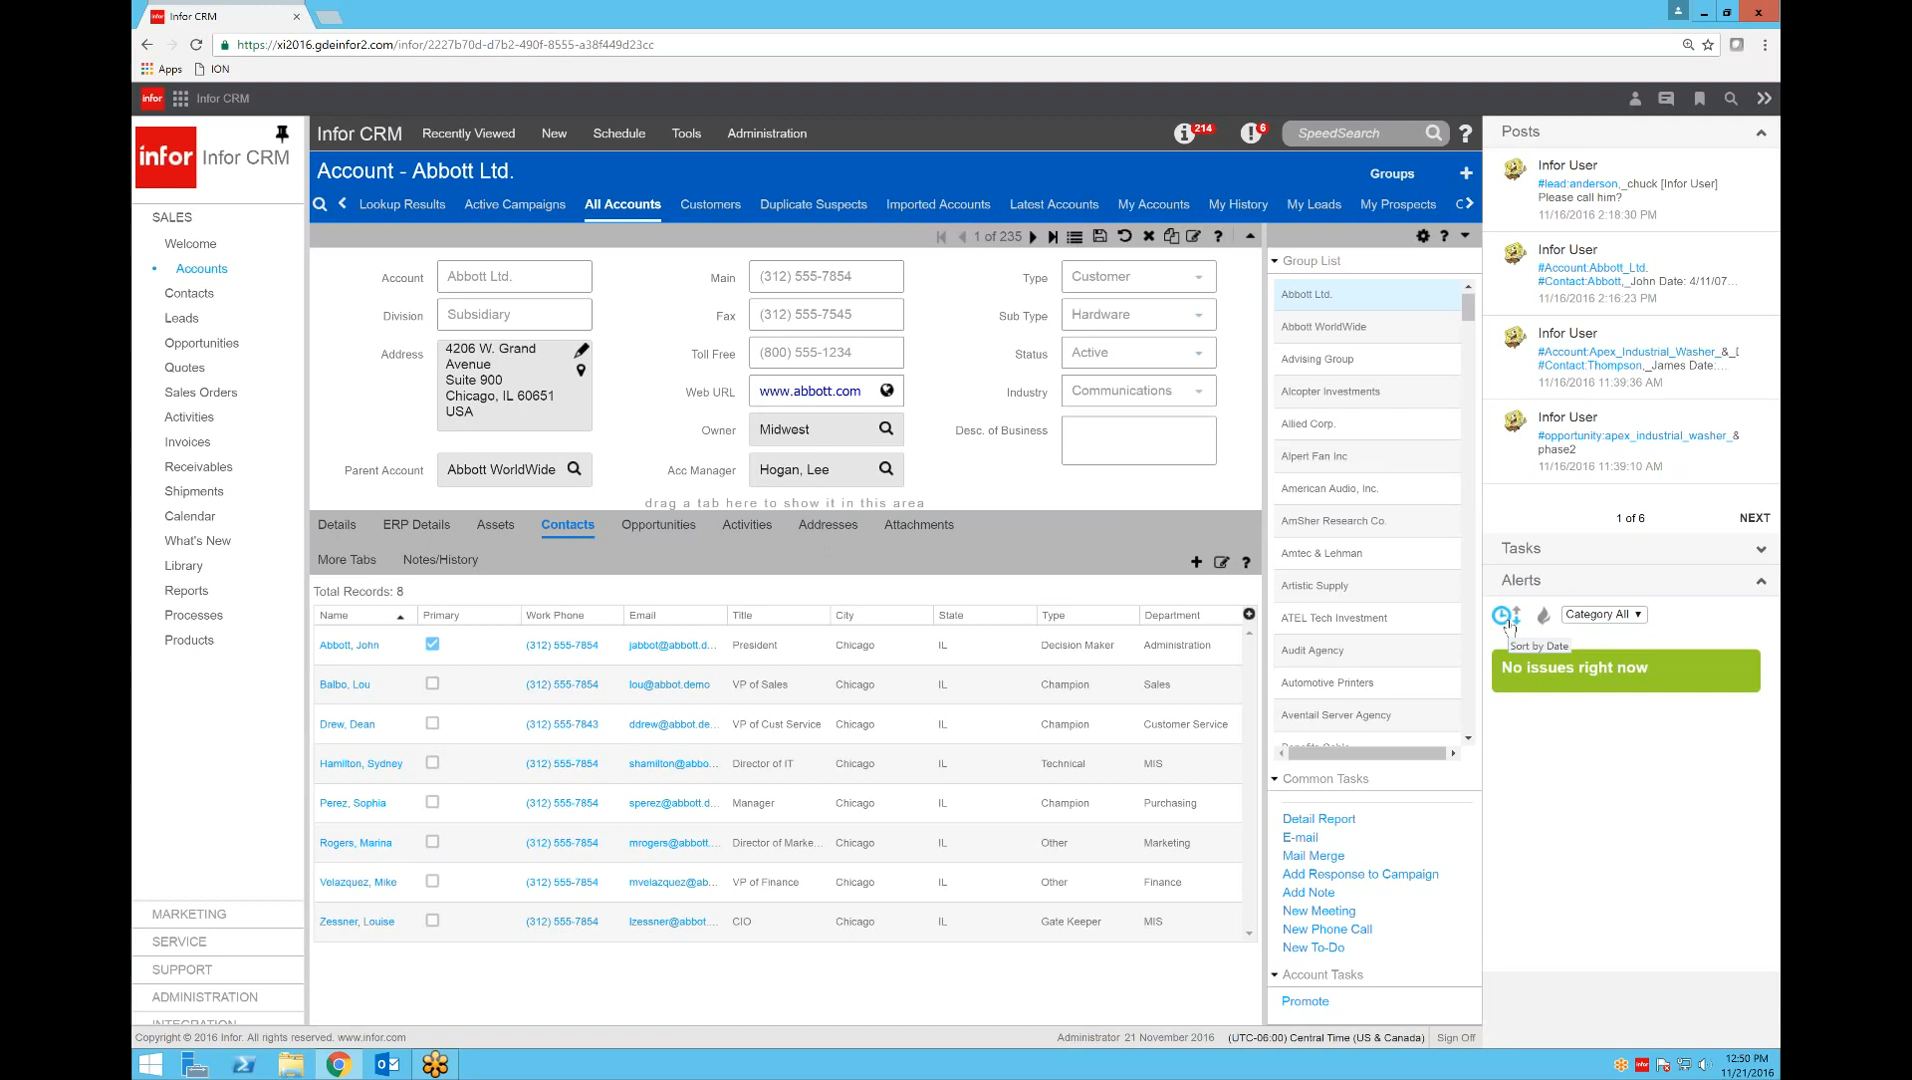 Infor CRM
https://xi2016.gdeinfor2.com/infor/2227b70d-d7b2-490f-8555-a38f449d23cc
Apps ION
infor Infor CRM
infor Infor CRM
SALES
Welcome
Accounts
Contacts
Leads
Opportunities
Quotes
Sales Orders
Activities
Invoices
Receivables
Shipments
Calendar
What's New
Library
Reports
Processes
Products
MARKETING
SERVICE
SUPPORT
ADMINISTRATION
INTEGRATION
Infor CRM Recently Viewed New Schedule Tools Administration 214 6 SpeedSearch ?
Account - Abbott Ltd. Groups
Lookup Results Active Campaigns All Accounts Customers Duplicate Suspects Imported Accounts Latest Accounts My Accounts My History My Leads My Prospects
1 of 235 ?
Account Abbott Ltd.
Division Subsidiary
Address 4206 W. Grand
Avenue
Suite 900
Chicago, IL 60651
USA
Parent Account Abbott WorldWide
Main (312) 555-7854
Fax (312) 555-7545
Toll Free (800) 555-1234
Web URL www.abbott.com
Owner Midwest
Acc Manager Hogan, Lee
Type Customer
Sub Type Hardware
Status Active
Industry Communications
Desc. of Business
drag a tab here to show it in this area
Details ERP Details Assets Contacts Opportunities Activities Addresses Attachments
More Tabs Notes/History ?
Total Records: 8
Name Primary Work Phone Email Title City State Type Department
Abbott, John (312) 555-7854 jabbot@abbott.d... President Chicago IL Decision Maker Administration
Balbo, Lou (312) 555-7854 lou@abbot.demo VP of Sales Chicago IL Champion Sales
Drew, Dean (312) 555-7843 ddrew@abbot.de... VP of Cust Service Chicago IL Champion Customer Service
Hamilton, Sydney (312) 555-7854 shamilton@abbo... Director of IT Chicago IL Technical MIS
Perez, Sophia (312) 555-7854 sperez@abbott.d... Manager Chicago IL Champion Purchasing
Rogers, Marina (312) 555-7854 mrogers@abbott.... Director of Marke... Chicago IL Other Marketing
Velazquez, Mike (312) 555-7854 mvelazquez@ab... VP of Finance Chicago IL Other Finance
Zessner, Louise (312) 555-7854 lzessner@abbot.... CIO Chicago IL Gate Keeper MIS
?
Group List
Abbott Ltd.
Abbott WorldWide
Advising Group
Alcopter Investments
Allied Corp.
Alpert Fan Inc
American Audio, Inc.
AmSher Research Co.
Amtec & Lehman
Artistic Supply
ATEL Tech Investment
Audit Agency
Automotive Printers
Aventail Server Agency
Common Tasks
Detail Report
E-mail
Mail Merge
Add Response to Campaign
Add Note
New Meeting
New Phone Call
New To-Do
Account Tasks
Promote
Posts
Infor User
#lead:anderson,_chuck [Infor User]
Please call him?
11/16/2016 2:18:30 PM
Infor User
#Account:Abbott_Ltd.
#Contact:Abbott,_John Date: 4/11/07...
11/16/2016 2:16:23 PM
Infor User
#Account:Apex_Industrial_Washer_&_
#Contact:Thompson,_James Date:...
11/16/2016 11:39:36 AM
Infor User
#opportunity:apex_industrial_washer_&
phase2
11/16/2016 11:39:10 AM
1 of 6 NEXT
Tasks
Alerts
Category All
Sort by Date
No issues right now
Copyright © 2016 Infor. All rights reserved. www.infor.com Administrator 21 November 2016 (UTC-06:00) Central Time (US & Canada) Sign Off
infor
12:50 PM
11/21/2016